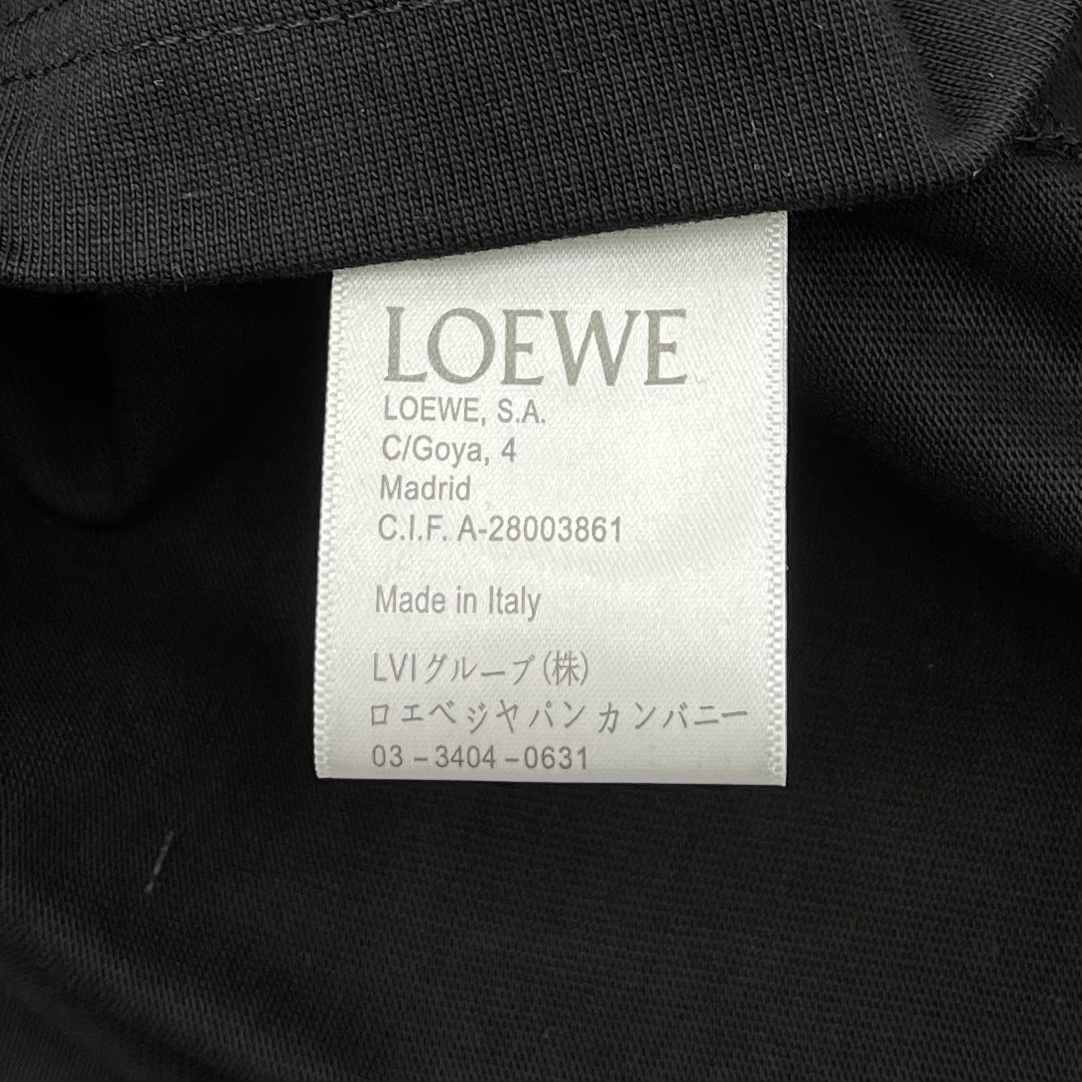 LOEWE
LOEWE, S.A.
C/Goya, 4
Madrid
C.I.F. A-28003861
Made in Italy
LVIグループ(株)
ロエベジヤパンカンバニー
03-3404-0631